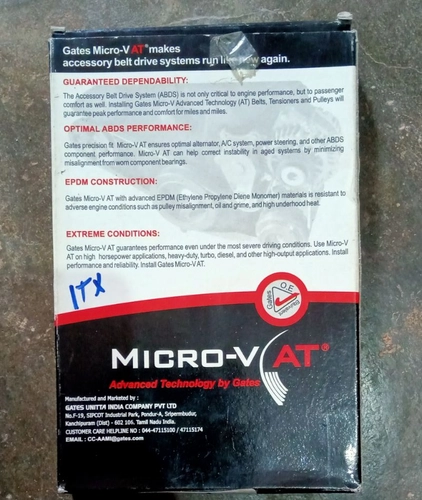 Gates Micro-V AT® makes
accessory belt drive systems run like new again.
GUARANTEED DEPENDABILITY:
The Accessory Belt Drive System (ABDS) is not only critical to engine performance, but to passenger
comfort as well. Installing Gates Micro-V Advanced Technology (AT) Belts, Tensioners and Pulleys will
guarantee peak performance and comfort for miles and miles.
OPTIMAL ABDS PERFORMANCE:
Gates precision fit Micro-V AT ensures optimal alternator, A/C system, power steering, and other ABDS
component performance. Micro-V AT can help correct instability in aged systems by minimizing
misalignment from worn component bearings.
EPDM CONSTRUCTION:
Gates Micro-V AT with advanced EPDM (Ethylene Propylene Diene Monomer) materials is resistant to
adverse engine conditions such as pulley misalignment, oil and grime, and high underhood heat.
EXTREME CONDITIONS:
Gates Micro-V AT guarantees performance even under the most severe driving conditions. Use Micro-V
AT on high horsepower applications, heavy-duty, turbo, diesel, and other high-output applications. Install
performance and reliability. Install Gates Micro-V AT.
Gates O.E.
MICRO-V AT®
Advanced Technology by Gates
Manufactured and Marketed by :
GATES UNITTA INDIA COMPANY PVT LTD
No.F-19, SIPCOT Industrial Park, Pondur-A, Sriperumbudur,
Kanchipuram (Dist) - 602 106. Tamil Nadu India.
CUSTOMER CARE HELPLINE NO : 044-47115100 / 47115174
EMAIL : CC-AAMI@gates.com